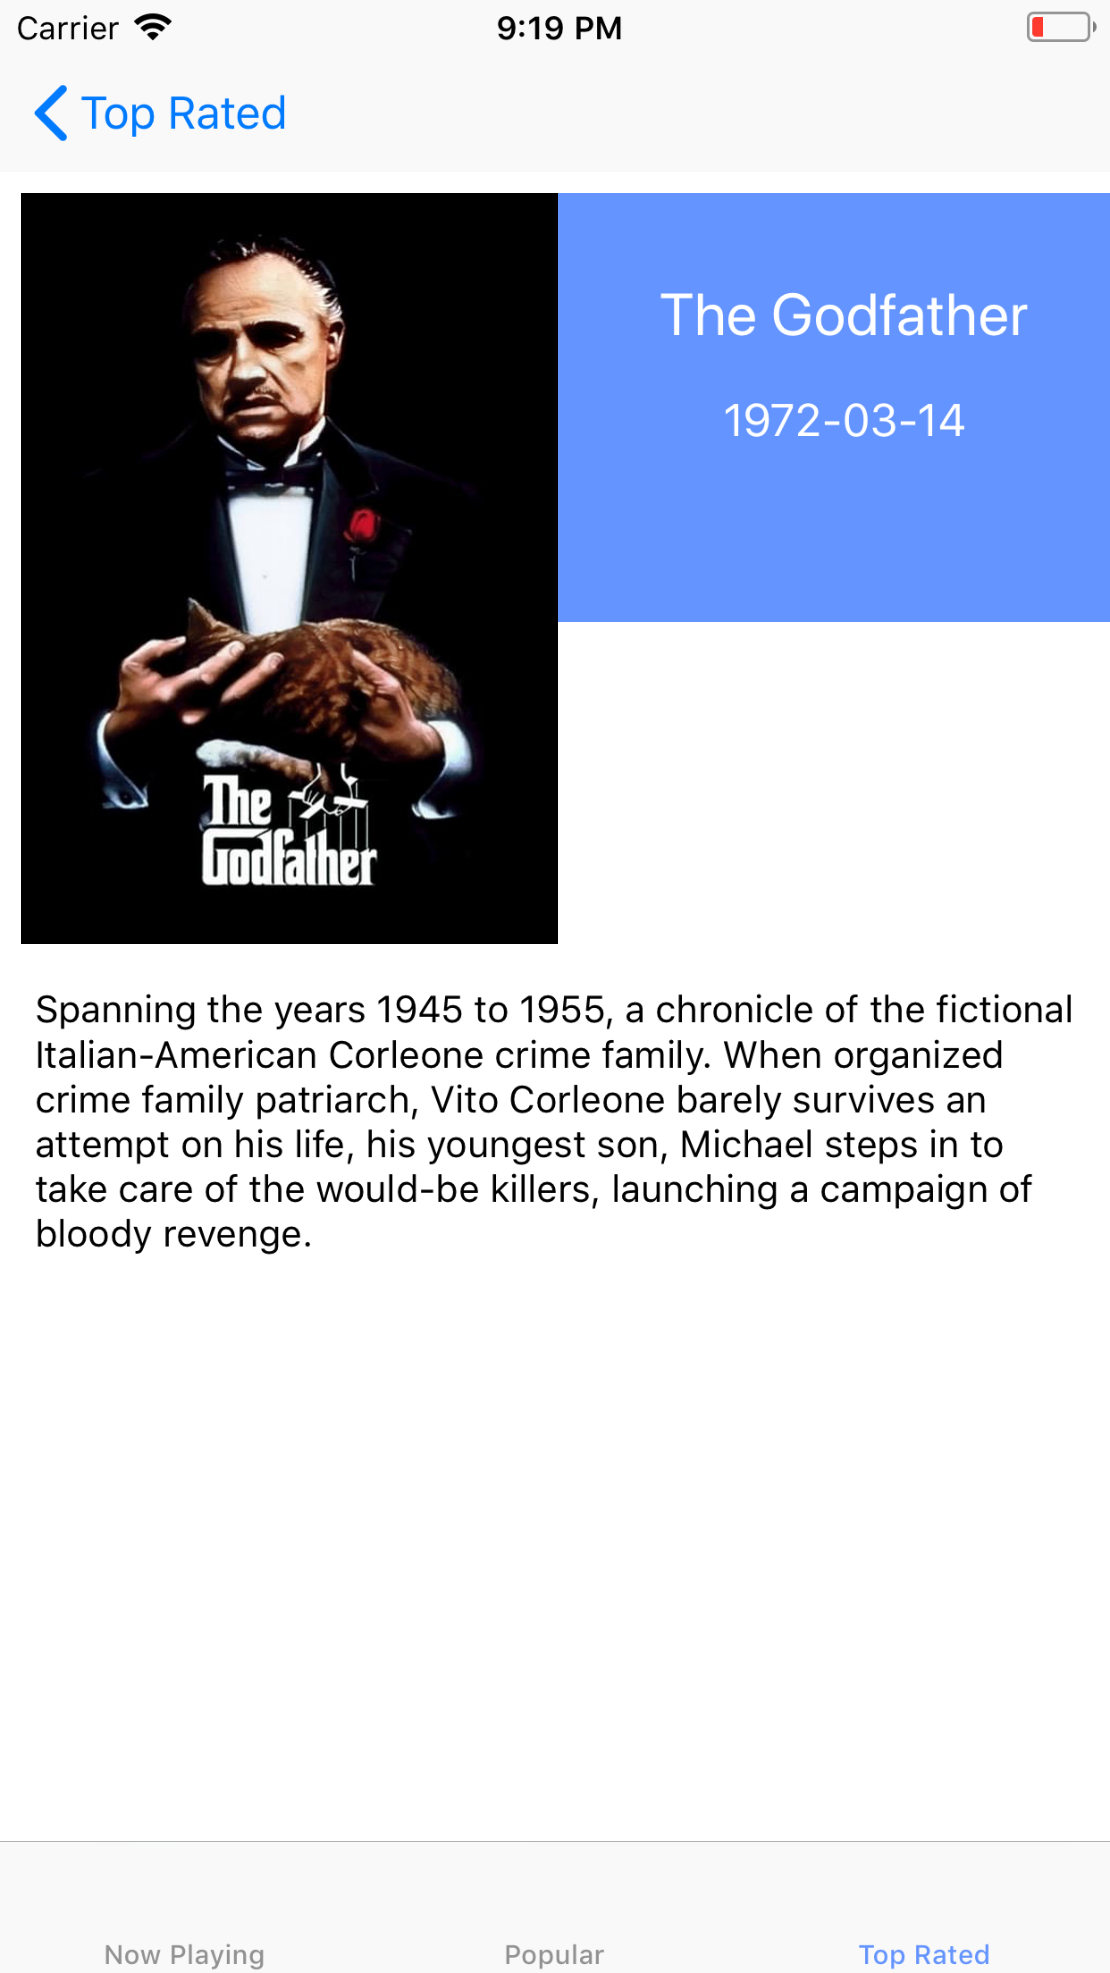 Carrier
9:19 PM
Top Rated
The Godfather
1972-03-14
The
Godfather
Spanning the years 1945 to 1955, a chronicle of the fictional
Italian-American Corleone crime family. When organized
crime family patriarch, Vito Corleone barely survives an
attempt on his life, his youngest son, Michael steps in to
take care of the would-be killers, launching a campaign of
bloody revenge.
Now Playing
Popular
Top Rated